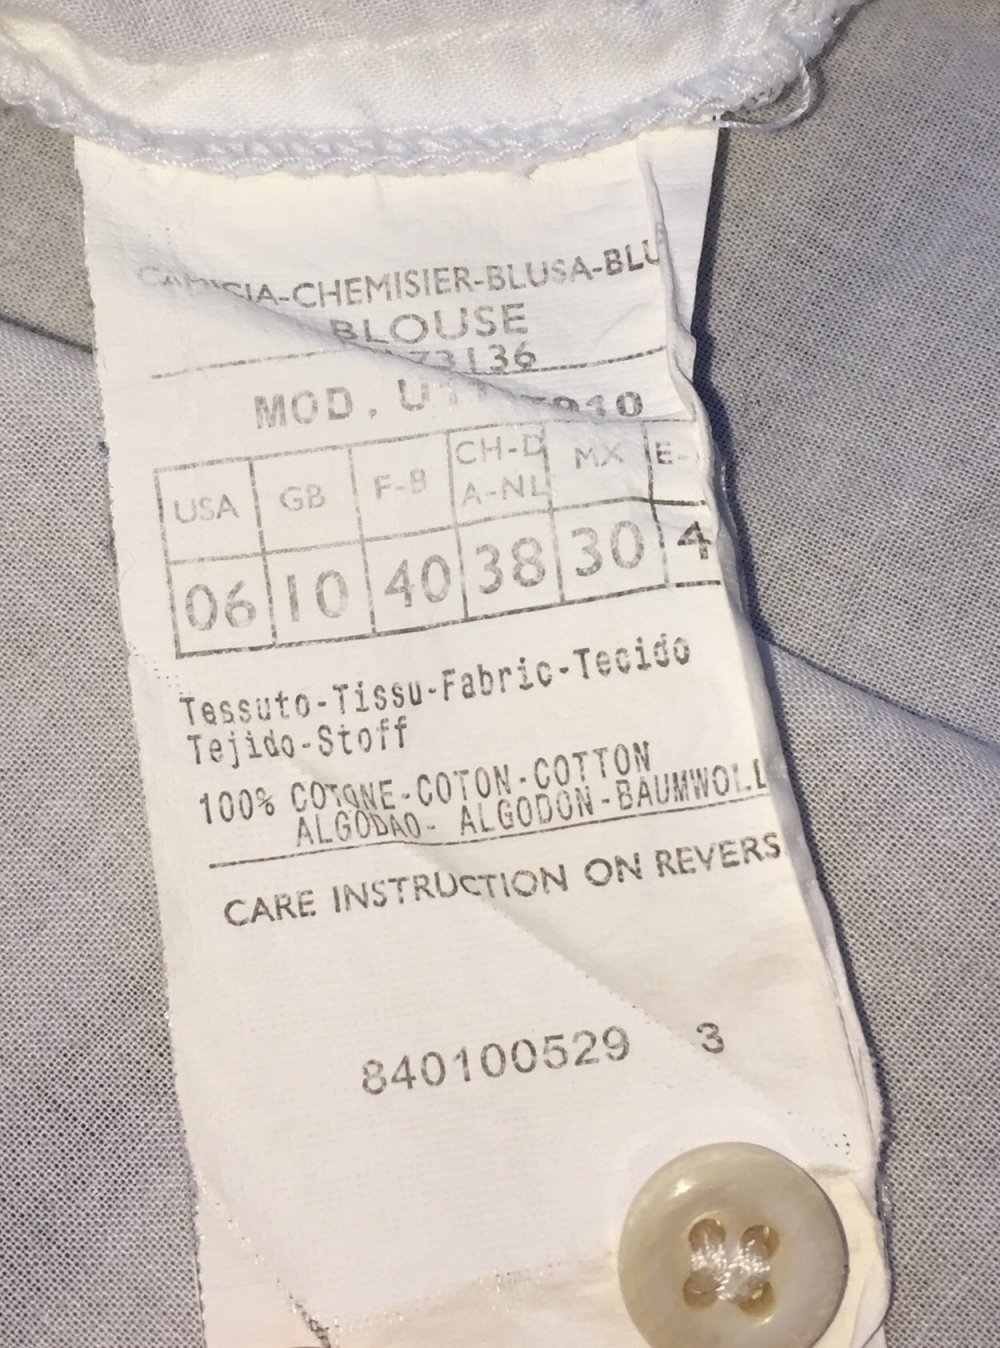 CAMICIA-CHEMISIER-BLUSA-BLU
BLOUSE
MOD.
USA GB F-B CH-D A-NL MX E-
06 10 40 38 30 4
Tessuto-Tissu-Fabric-Tecido
Tejido-Stoff
100% COTONE-COTON-COTTON
ALGODAO- ALGODON-BAUMWOLL
CARE INSTRUCTION ON REVERS
840100529 3